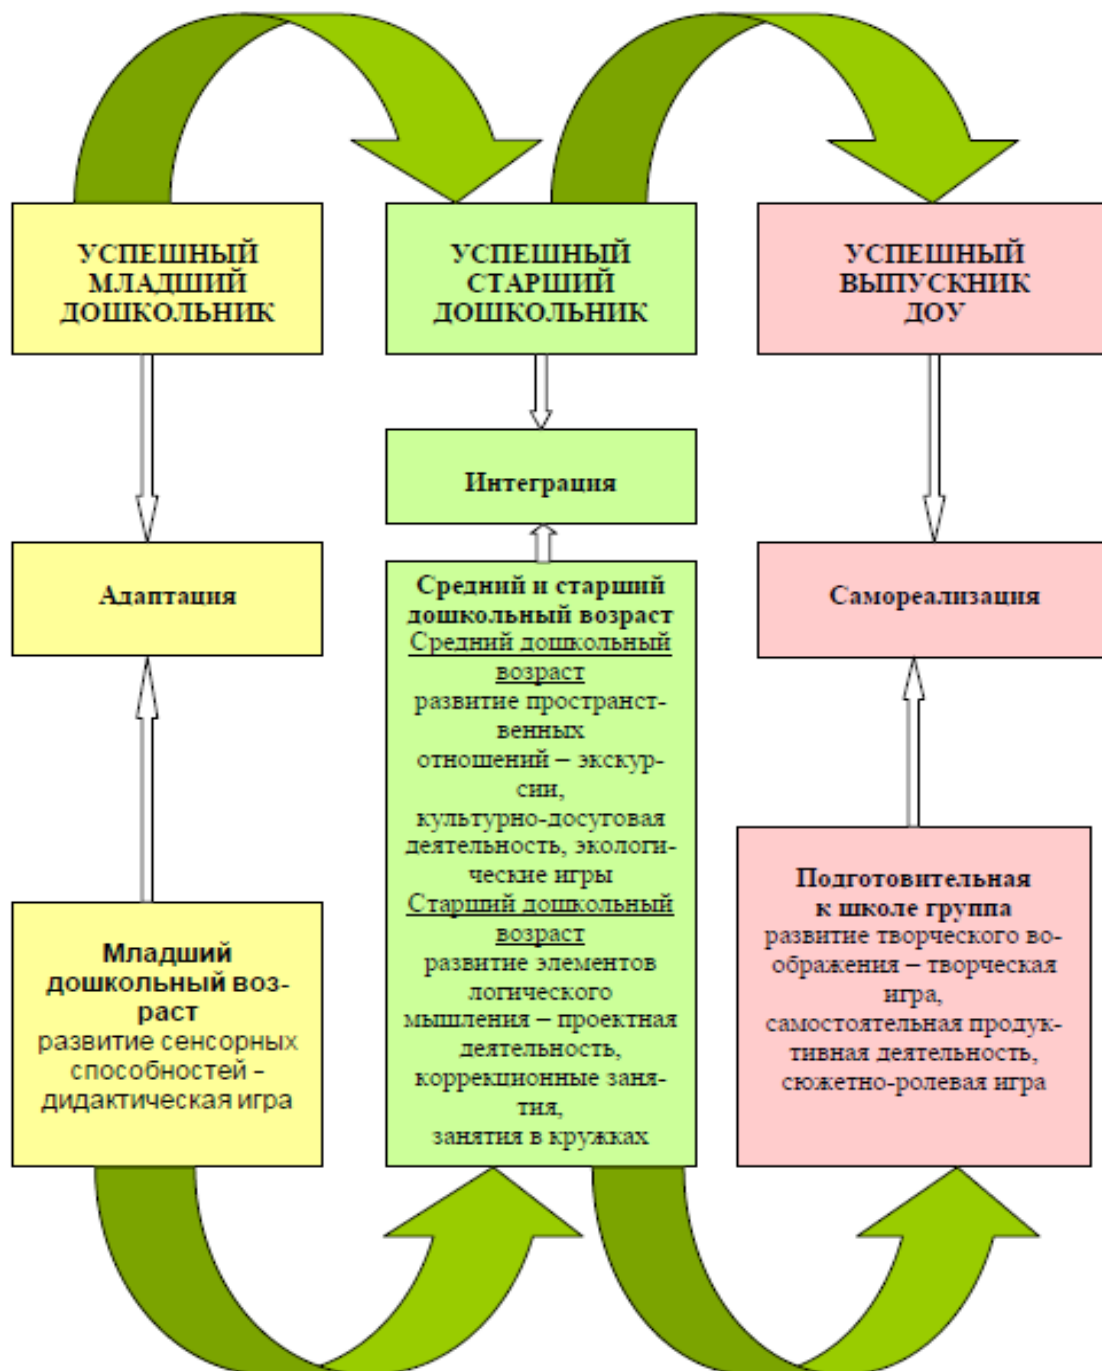 УСПЕШНЫЙ
МЛАДШИЙ
ДОШКОЛЬНИК
УСПЕШНЫЙ
СТАРШИЙ
ДОШКОЛЬНИК
УСПЕШНЫЙ
ВЫПУСКНИК
ДОУ
Интеграция
Адаптация
Самореализация
Младший
дошкольный воз-
раст
развитие сенсорных
способностей –
дидактическая игра
Средний и старший
дошкольный возраст
Средний дошкольный
возраст
развитие пространст-
венных
отношений – экскур-
сии,
культурно-досуговая
деятельность, экологи-
ческие игры
Старший дошкольный
возраст
развитие элементов
логического
мышления – проектная
деятельность,
коррекционные заня-
тия,
занятия в кружках
Подготовительная
к школе группа
развитие творческого во-
ображения – творческая
игра,
самостоятельная продук-
тивная деятельность,
сюжетно-ролевая игра